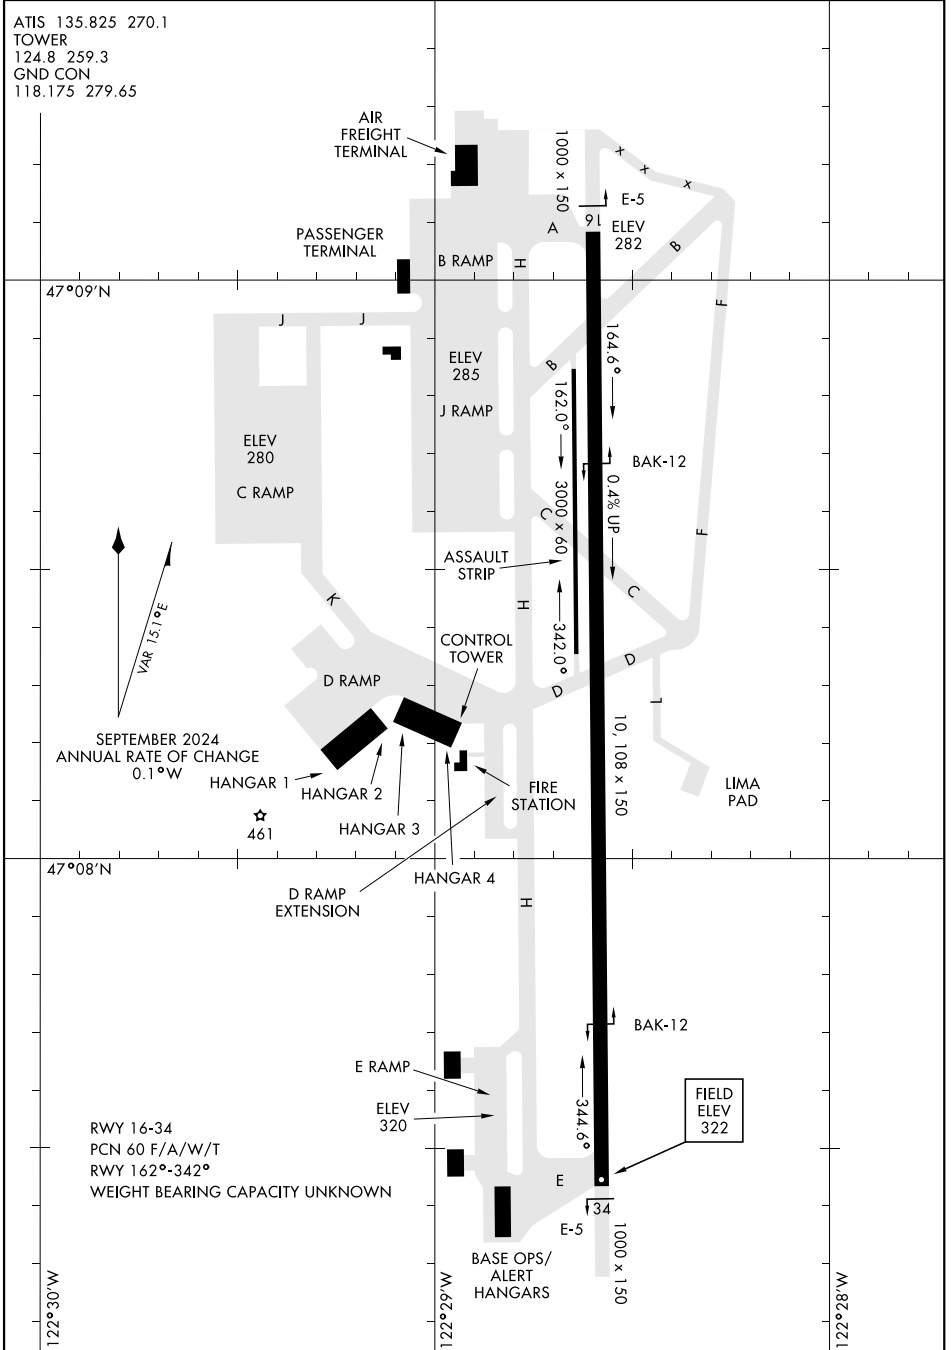 ATIS 135.825 270.1
TOWER
124.8 259.3
GND CON
118.175 279.65
AIR
FREIGHT
TERMINAL
1000 x 150
x
x
x
E-5
16
ELEV
282
A
B
PASSENGER
TERMINAL
B RAMP
H
47°09'N
F
J
J
164.6°
ELEV
285
B
162.0°
J RAMP
ELEV
280
C RAMP
BAK-12
0.4% UP
3000 x 60
C
F
ASSAULT
STRIP
VAR 15.1°E
K
H
C
342.0°
CONTROL
TOWER
D
D RAMP
D
L
SEPTEMBER 2024
ANNUAL RATE OF CHANGE
0.1°W
10, 108 x 150
HANGAR 1
HANGAR 2
FIRE
STATION
LIMA
PAD
HANGAR 3
461
47°08'N
HANGAR 4
D RAMP
EXTENSION
H
BAK-12
E RAMP
ELEV
320
344.6°
FIELD
ELEV
322
RWY 16-34
PCN 60 F/A/W/T
RWY 162°-342°
WEIGHT BEARING CAPACITY UNKNOWN
E
34
E-5
1000 x 150
BASE OPS/
ALERT
HANGARS
122°30'W
122°29'W
122°28'W